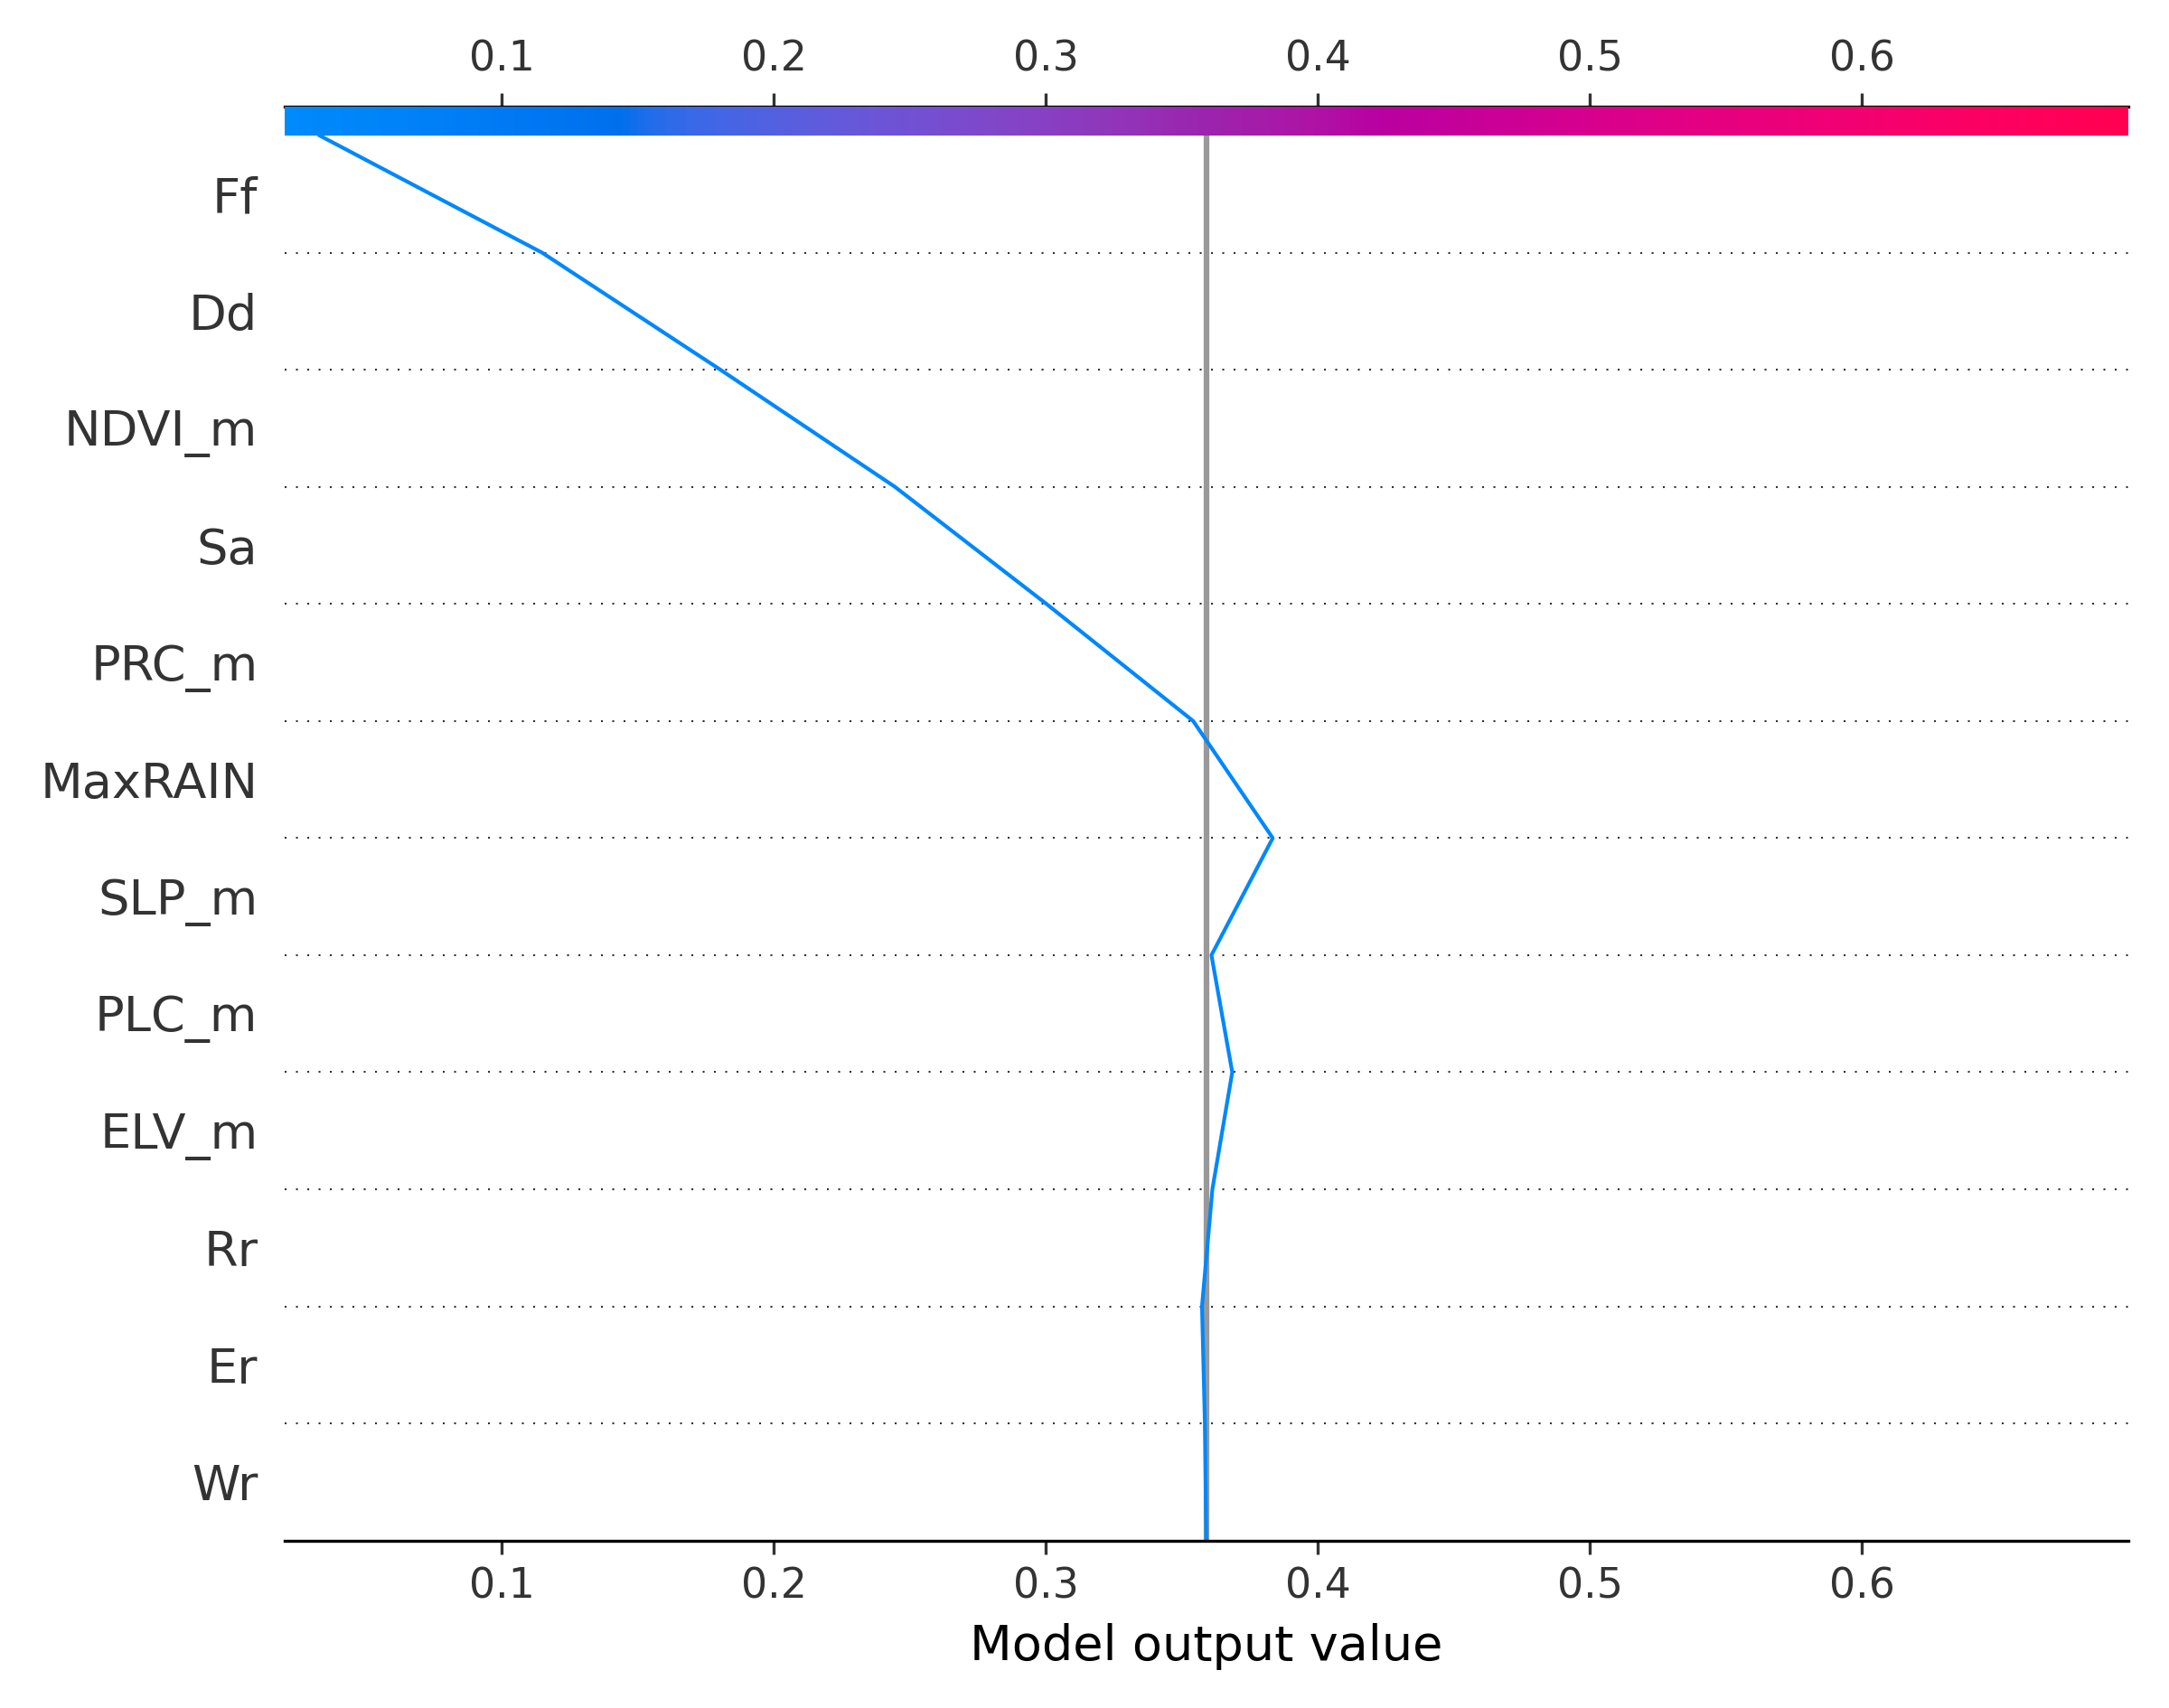 0.1 0.2 0.3 0.4 0.5 0.6
Ff
Dd
NDVI_m
Sa
PRC_m
MaxRAIN
SLP_m
PLC_m
ELV_m
Rr
Er
Wr
0.1 0.2 0.3 0.4 0.5 0.6
Model output value